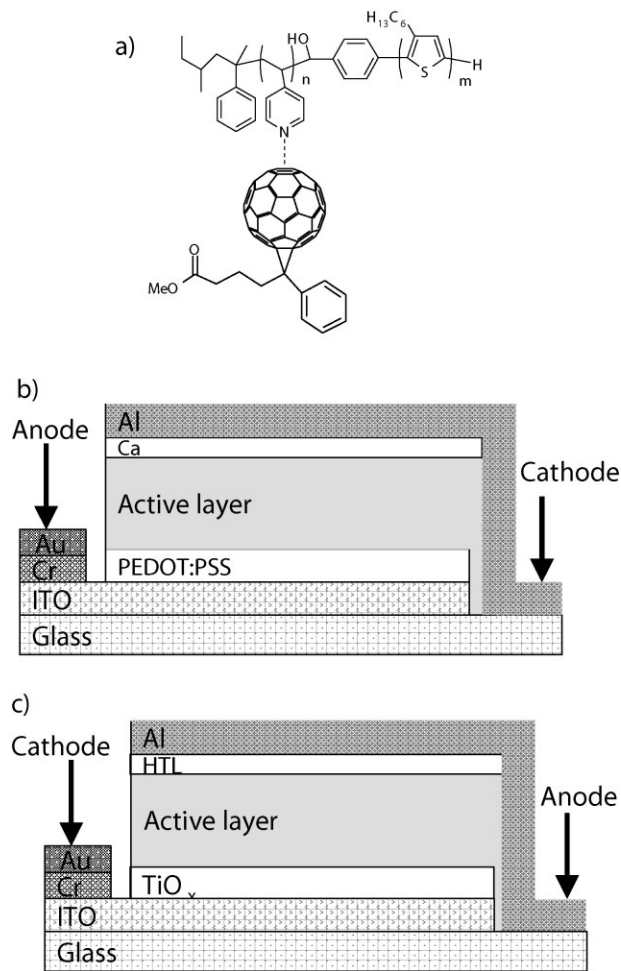 a)
H₁₃C₆
HO
n
S
m
H
N
O
MeO
b)
Anode
Al
Ca
Cathode
Active layer
Au
Cr
PEDOT:PSS
ITO
Glass
c)
Cathode
Al
HTL
Anode
Active layer
Au
Cr
TiOₓ
ITO
Glass